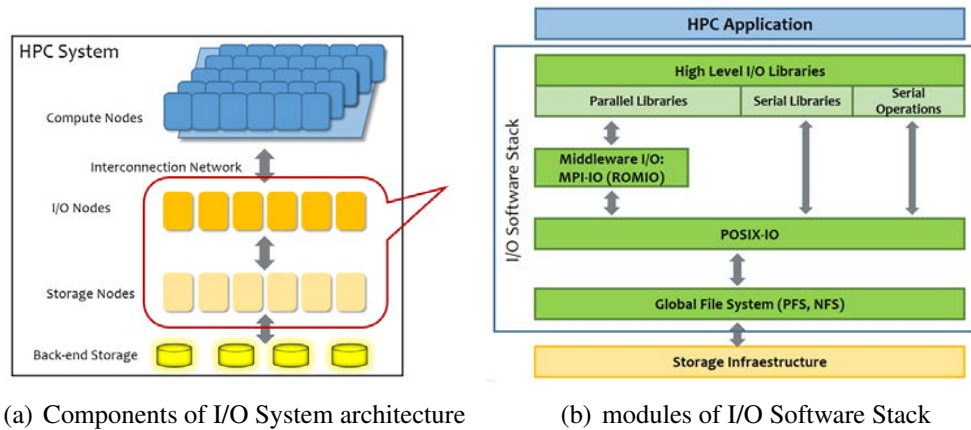 HPC System
Compute Nodes
Interconnection Network
I/O Nodes
Storage Nodes
Back-end Storage
(a) Components of I/O System architecture
HPC Application
I/O Software Stack
High Level I/O Libraries
Parallel Libraries
Serial Libraries
Serial
Operations
Middleware I/O:
MPI-IO (ROMIO)
POSIX-IO
Global File System (PFS, NFS)
Storage Infraestructure
(b) modules of I/O Software Stack